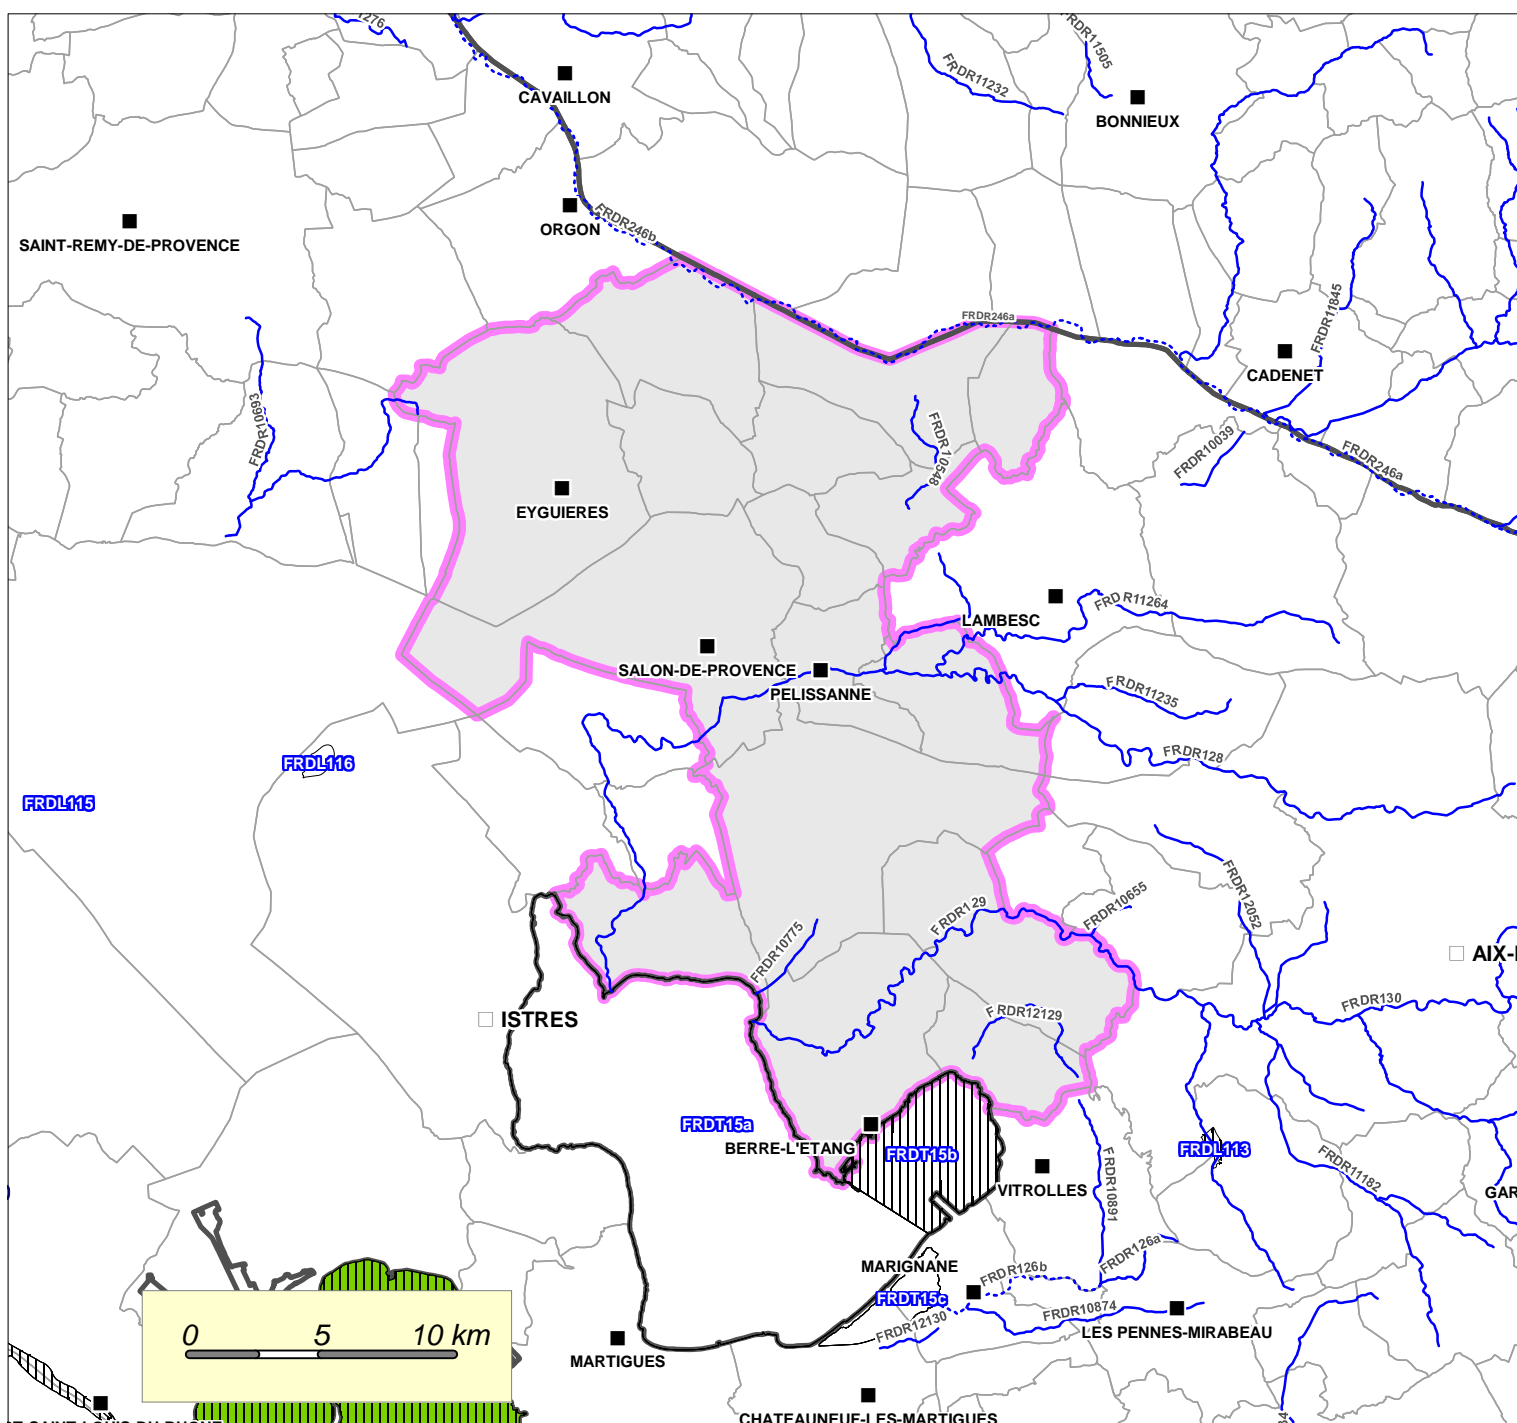 1276
FRDR11505
CAVAILLON
FRDR11232
BONNIEUX
ORGON
FRDR246b
SAINT-REMY-DE-PROVENCE
FRDR246a
FRDR11845
CADENET
FRDR10693
FRDR10548
FRDR10039
FRDR246a
EYGUIERES
FRDR11264
LAMBESC
SALON-DE-PROVENCE
PELISSANNE
FRDR11235
FRDR128
FRDL116
FRDL115
FRDR12052
FRDR10655
FRDR129
FRDR10775
AIX-
FRDR130
ISTRES
FRDR12129
FRDT15a
BERRE-L'ETANG
FRDT15b
FRDL113
VITROLLES
FRDR10891
FRDR11182
GAR
MARIGNANE
FRDR126b
FRDR126a
FRDT15c
FRDR10874
FRDR12130
LES PENNES-MIRABEAU
0 5 10 km
MARTIGUES
CHATEAUNEUF-LES-MARTIGUES